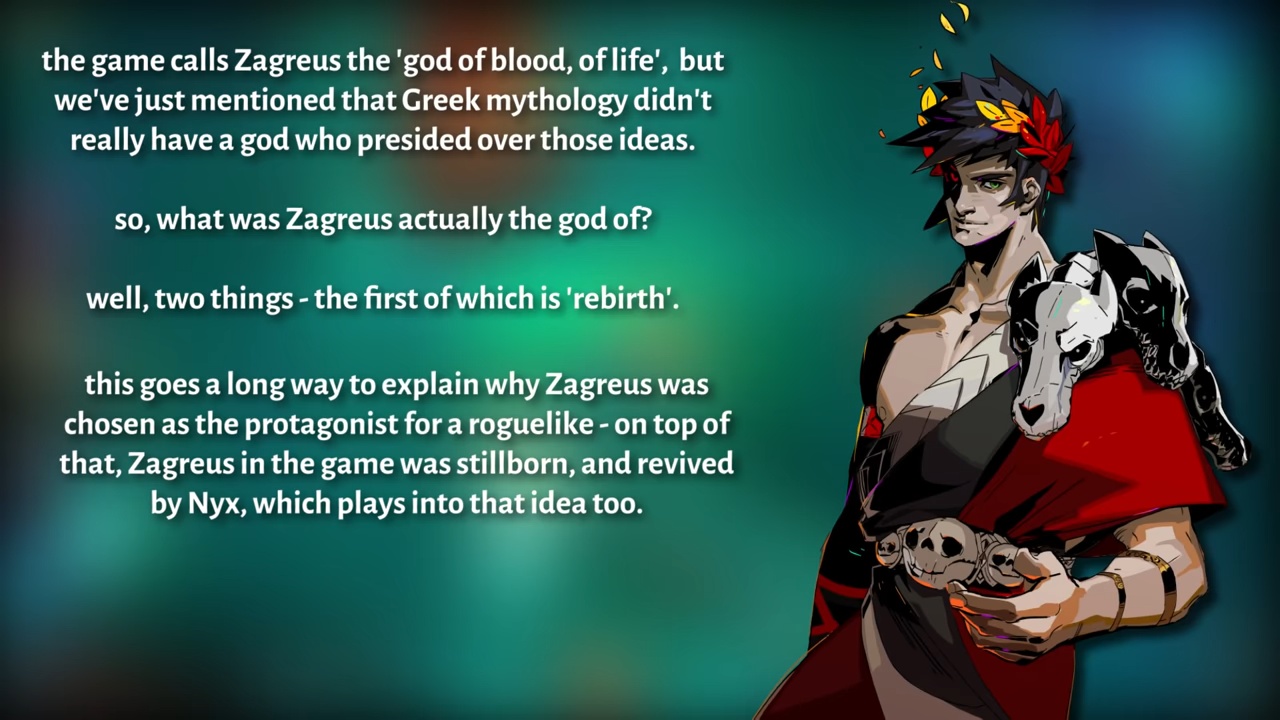 the game calls Zagreus the 'god of blood, of life', but
we've just mentioned that Greek mythology didn't
really have a god who presided over those ideas.
so, what was Zagreus actually the god of?
well, two things - the first of which is 'rebirth'.
this goes a long way to explain why Zagreus was
chosen as the protagonist for a roguelike - on top of
that, Zagreus in the game was stillborn, and revived
by Nyx, which plays into that idea too.